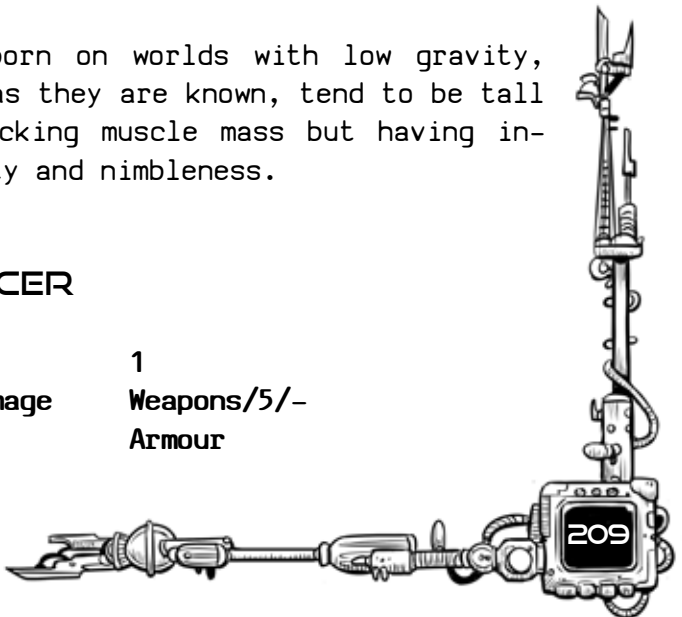 born on worlds with low gravity,
as they are known, tend to be tall
cking muscle mass but having in-
y and nimbleness.
CER
1
mage Weapons/5/-
Armour
209